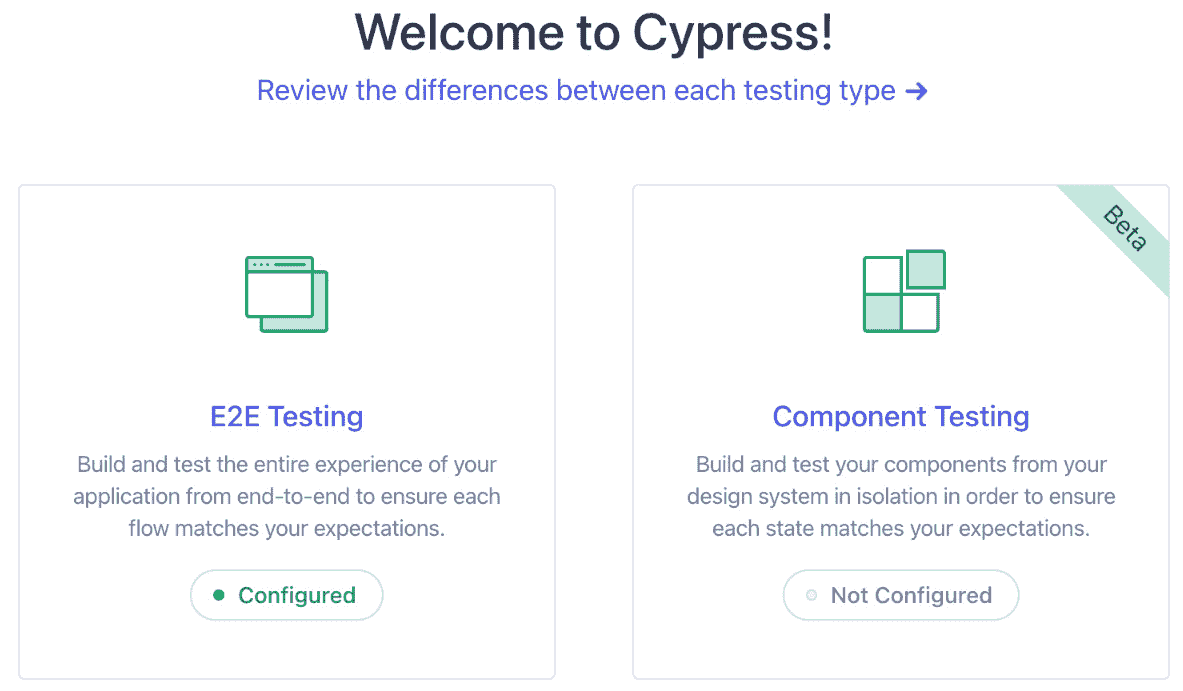 Welcome to Cypress!
Review the differences between each testing type →
Beta
E2E Testing
Build and test the entire experience of your
application from end-to-end to ensure each
flow matches your expectations.
Configured
Component Testing
Build and test your components from your
design system in isolation in order to ensure
each state matches your expectations.
Not Configured